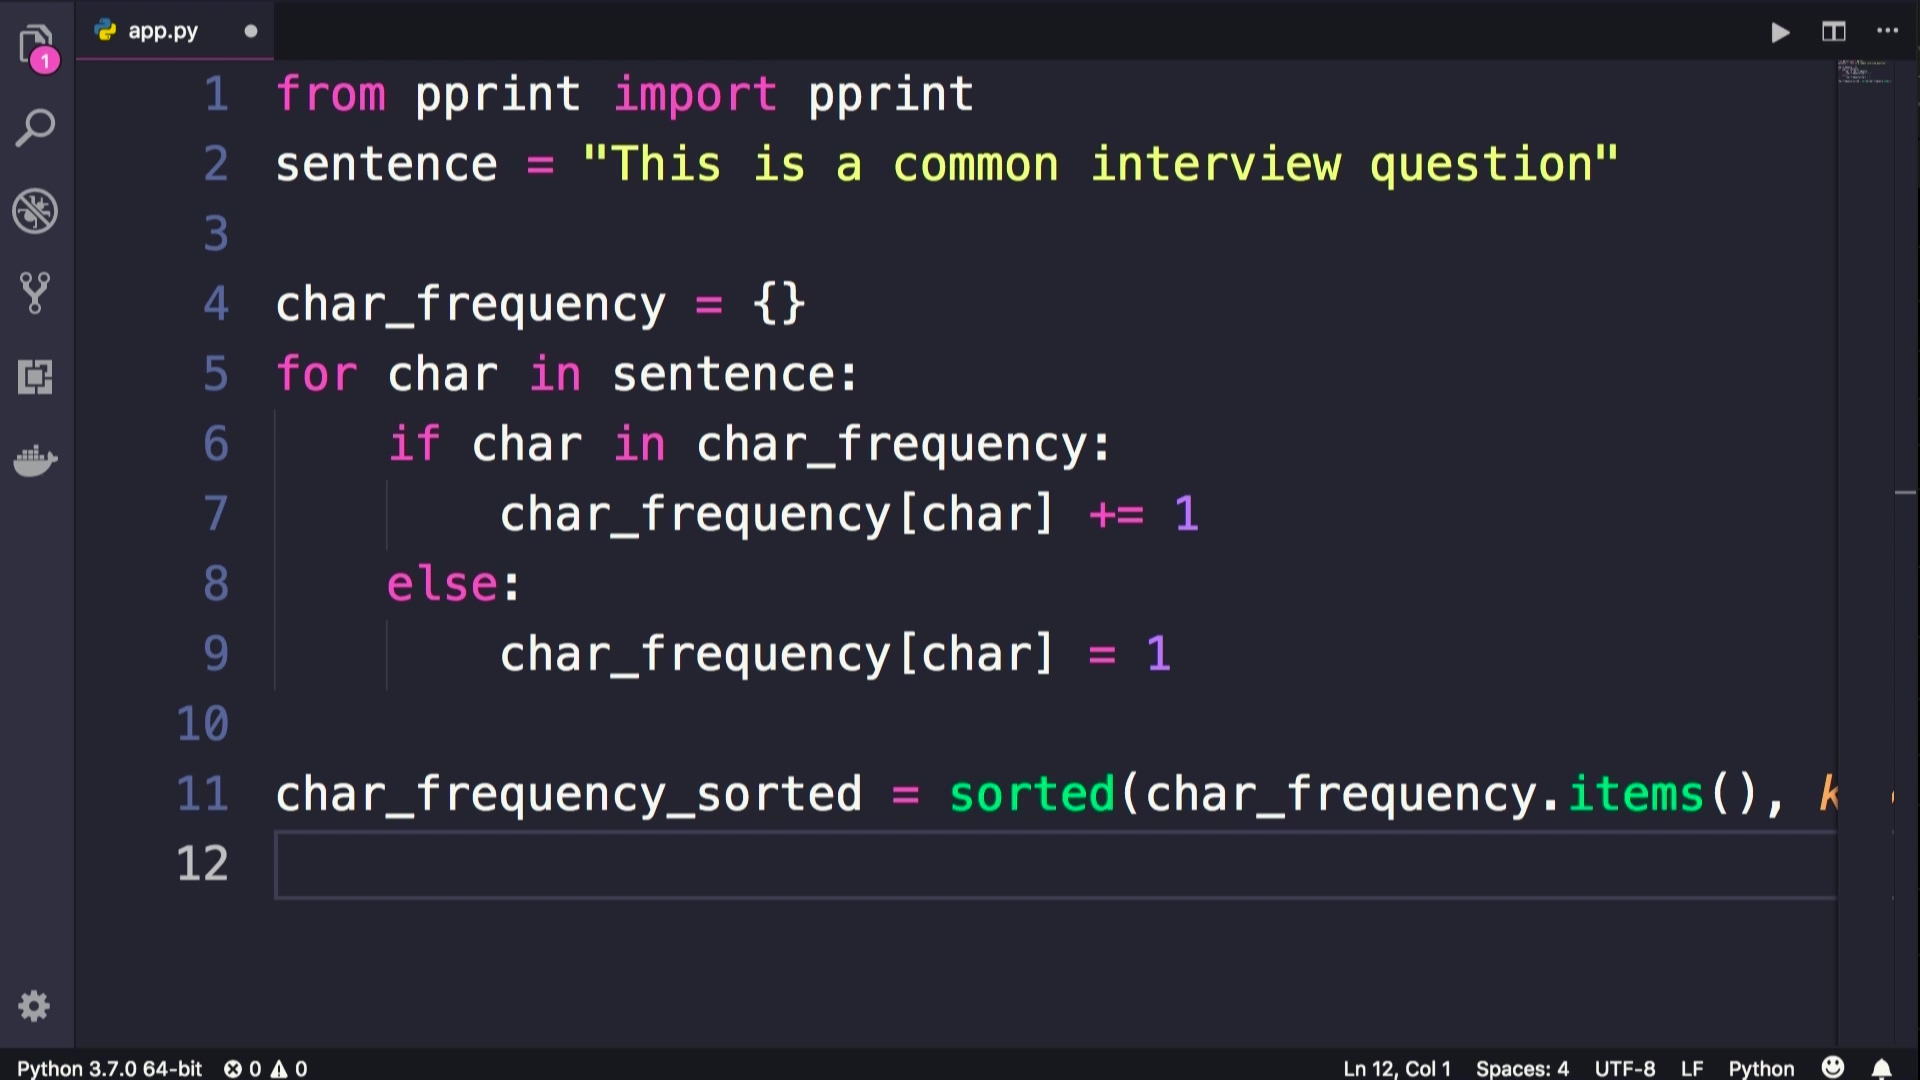 1
app.py
1 from pprint import pprint
2 sentence = "This is a common interview question"
3
4 char_frequency = {}
5 for char in sentence:
6     if char in char_frequency:
7         char_frequency[char] += 1
8     else:
9         char_frequency[char] = 1
10
11 char_frequency_sorted = sorted(char_frequency.items(), k
12
Python 3.7.0 64-bit 0 0 Ln 12, Col 1 Spaces: 4 UTF-8 LF Python